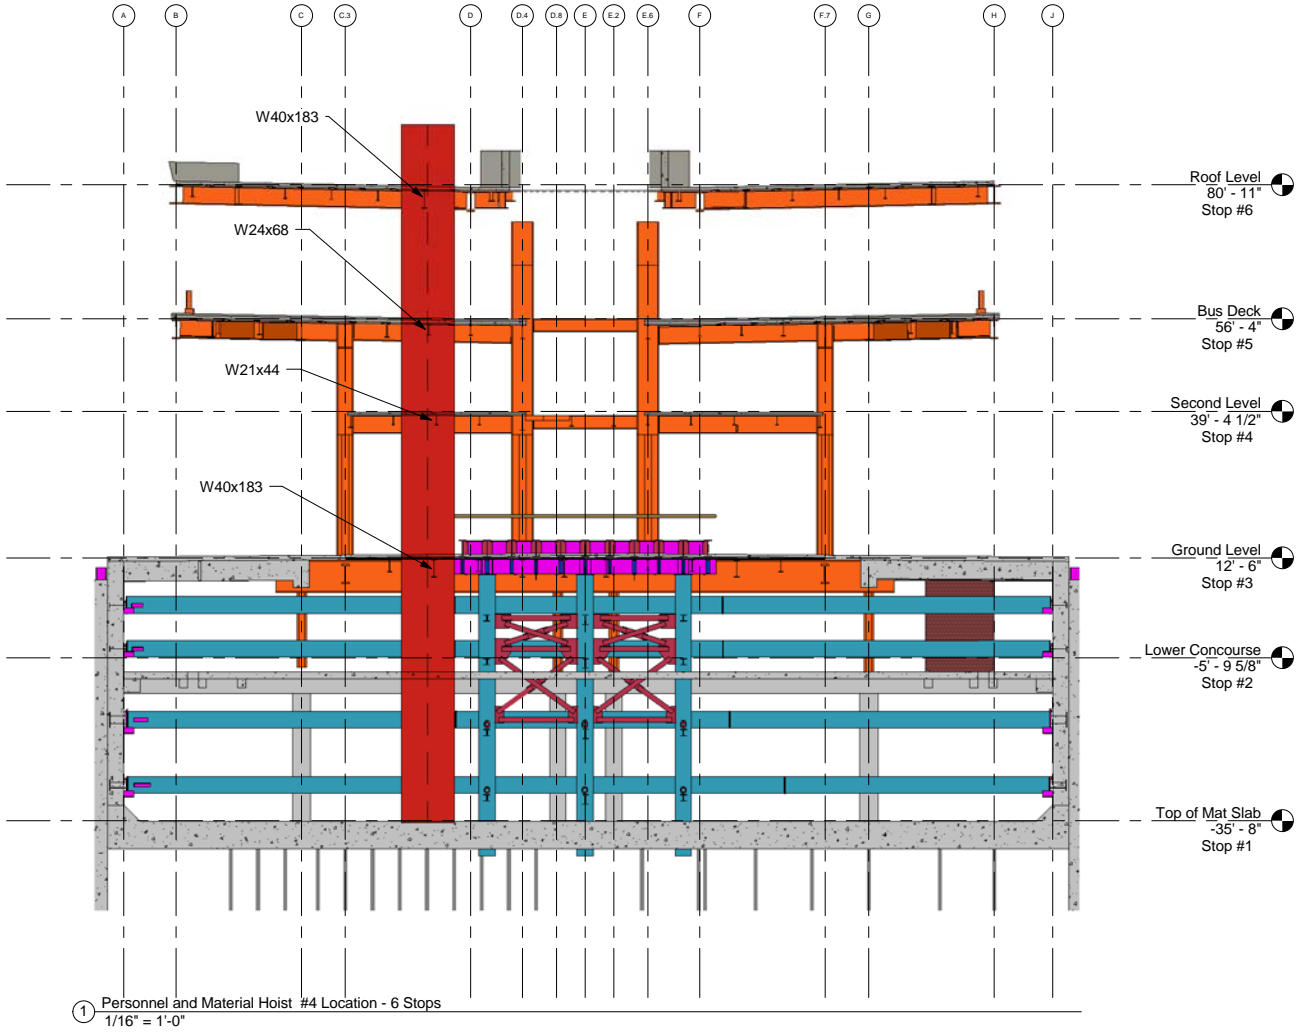 A B C C.3 D D.4 D.8 E E.2 E.6 F F.7 G H J
W40x183
Roof Level
80' - 11"
Stop #6
W24x68
Bus Deck
56' - 4"
Stop #5
W21x44
Second Level
39' - 4 1/2"
Stop #4
W40x183
Ground Level
12' - 6"
Stop #3
Lower Concourse
-5' - 9 5/8"
Stop #2
Top of Mat Slab
-35' - 8"
Stop #1
1 Personnel and Material Hoist #4 Location - 6 Stops
1/16" = 1'-0"